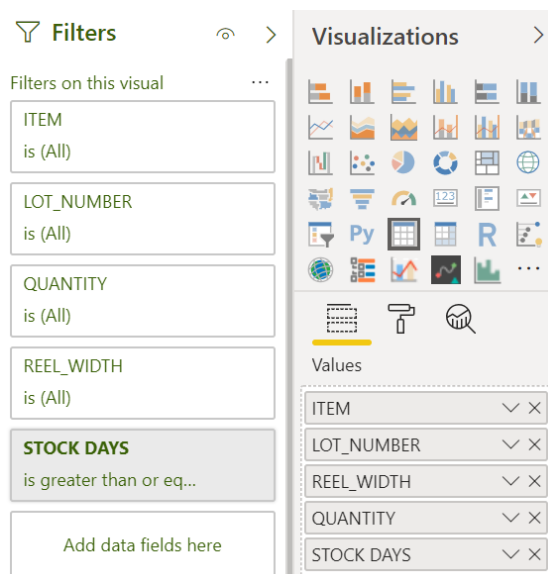 Filters
Filters on this visual
ITEM
is (All)
LOT_NUMBER
is (All)
QUANTITY
is (All)
REEL_WIDTH
is (All)
STOCK DAYS
is greater than or eq...
Add data fields here
Visualizations
123
Py
R
Values
ITEM
LOT_NUMBER
REEL_WIDTH
QUANTITY
STOCK DAYS